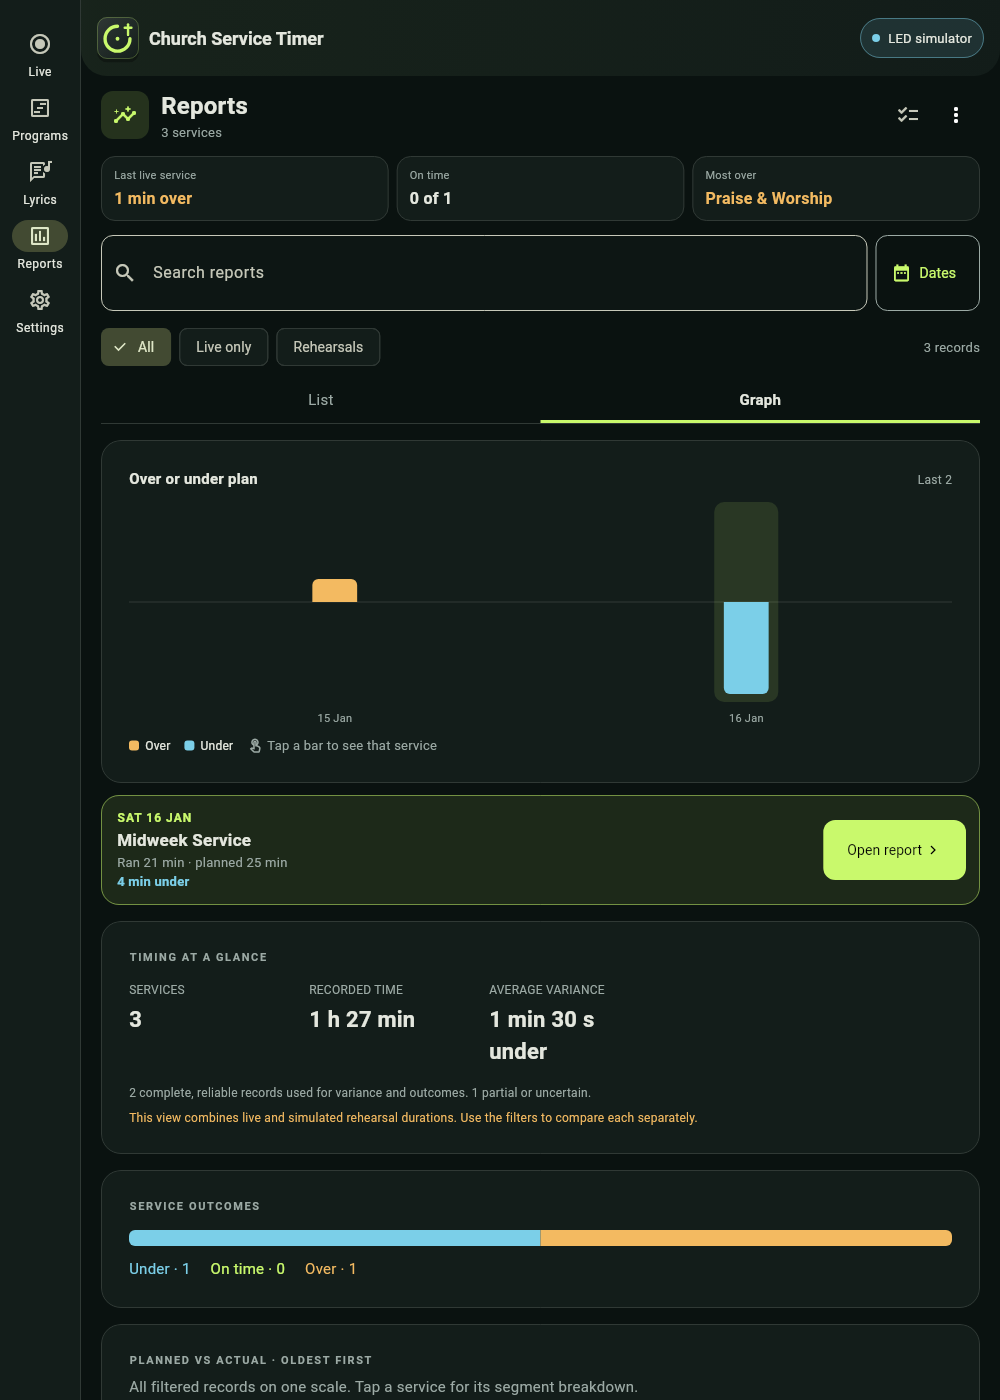 Church Service Timer
LED simulator
Live
Programs
Lyrics
Reports
Settings
Reports
3 services
Last live service
1 min over
On time
0 of 1
Most over
Praise & Worship
Search reports
Dates
All
Live only
Rehearsals
3 records
List
Graph
Over or under plan
Last 2
15 Jan
16 Jan
Over
Under
Tap a bar to see that service
SAT 16 JAN
Midweek Service
Ran 21 min · planned 25 min
4 min under
Open report
TIMING AT A GLANCE
SERVICES
3
RECORDED TIME
1 h 27 min
AVERAGE VARIANCE
1 min 30 s
under
2 complete, reliable records used for variance and outcomes. 1 partial or uncertain.
This view combines live and simulated rehearsal durations. Use the filters to compare each separately.
SERVICE OUTCOMES
Under · 1
On time · 0
Over · 1
PLANNED VS ACTUAL · OLDEST FIRST
All filtered records on one scale. Tap a service for its segment breakdown.